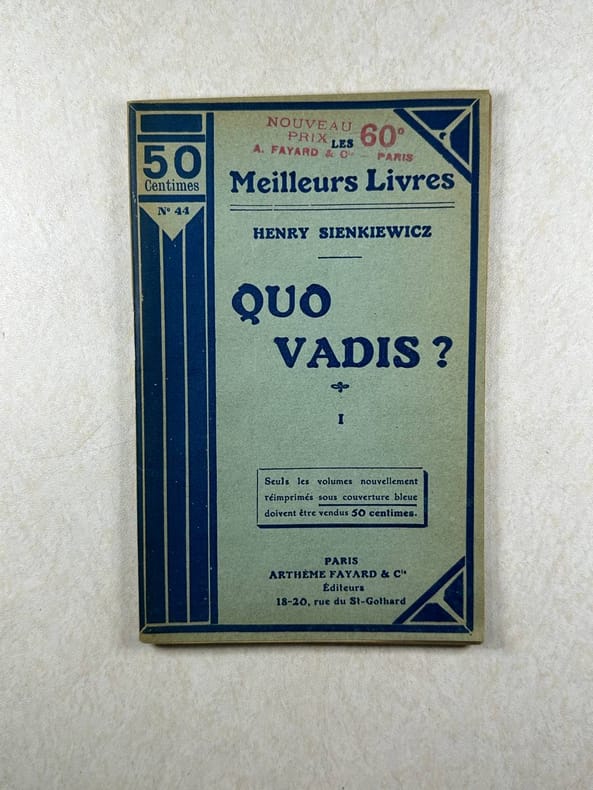 50
Centimes
Nº 44
NOUVEAU
PRIX 60ᶜ
A. FAYARD & Cⁱᵉ — PARIS
LES
Meilleurs Livres
HENRY SIENKIEWICZ
QUO
VADIS ?
I
Seuls les volumes nouvellement
réimprimés sous couverture bleue
doivent être vendus 50 centimes.
PARIS
ARTHÈME FAYARD & Cⁱᵉ
Éditeurs
18-20, rue du St-Gothard